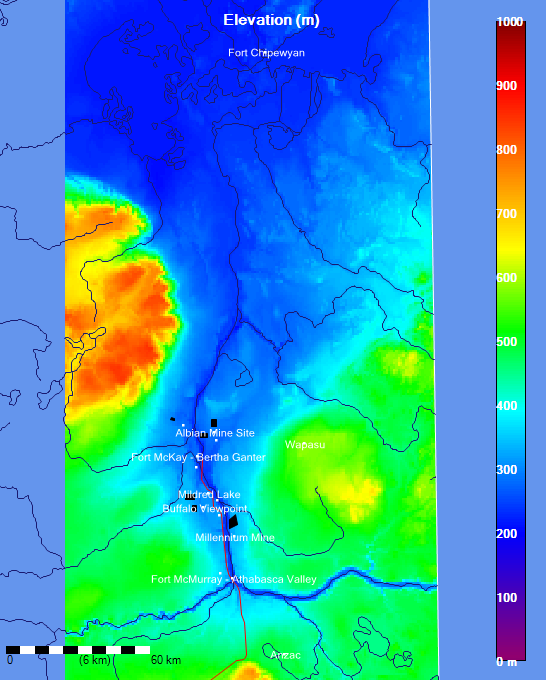 Elevation (m)
Fort Chipewyan
1000
900
800
700
600
500
400
300
200
100
0 m
Albian Mine Site
Wapasu
Fort McKay - Bertha Ganter
Mildred Lake
Buffalo Viewpoint
Millennium Mine
Fort McMurray - Athabasca Valley
Anzac
0 (6 km) 60 km